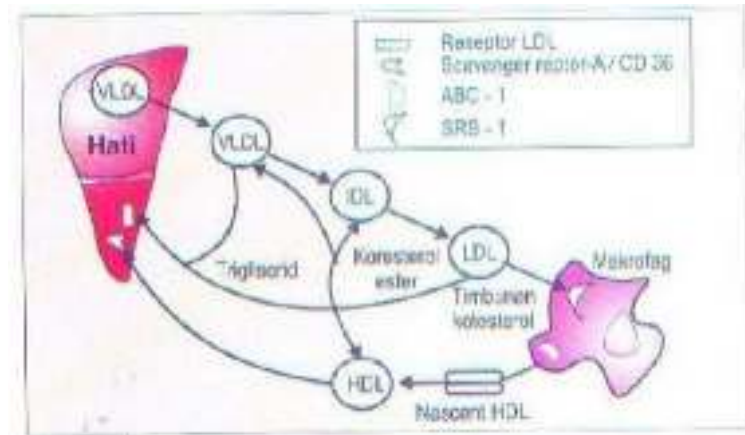 Reseptor LDL
Scavenger reptor-A / CD 36
ABC - 1
SRB - 1
VLDL
Hati
VLDL
IDL
LDL
Makrofag
Trigliserid
Kolesterol
ester
Timbunan
kolesterol
HDL
Nascent HDL